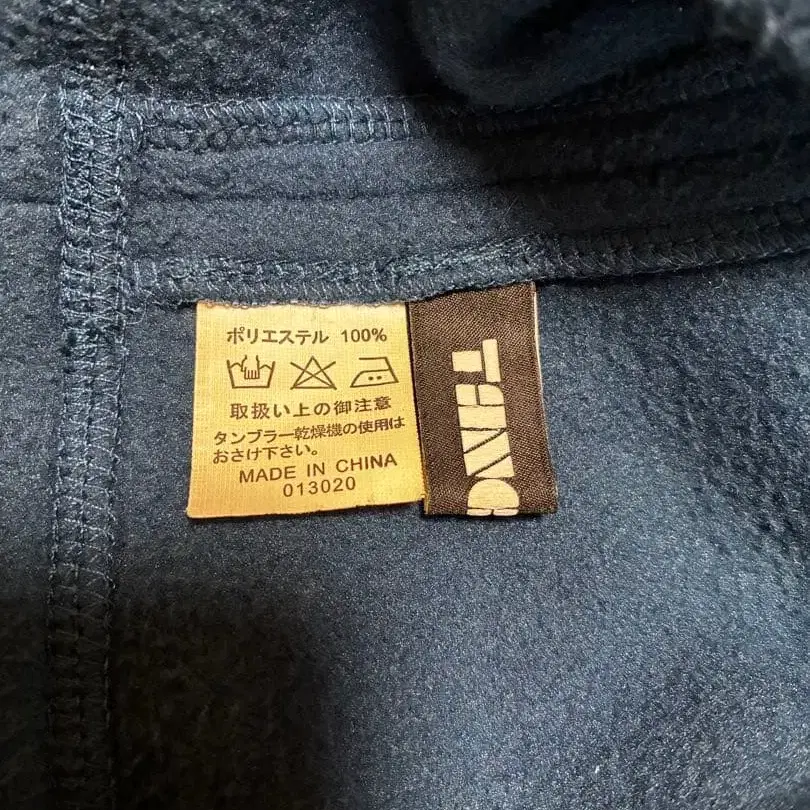 ポリエステル 100%
取扱い上の御注意
タンブラー乾燥機の使用は
おさけ下さい。
MADE IN CHINA
013020
TANG